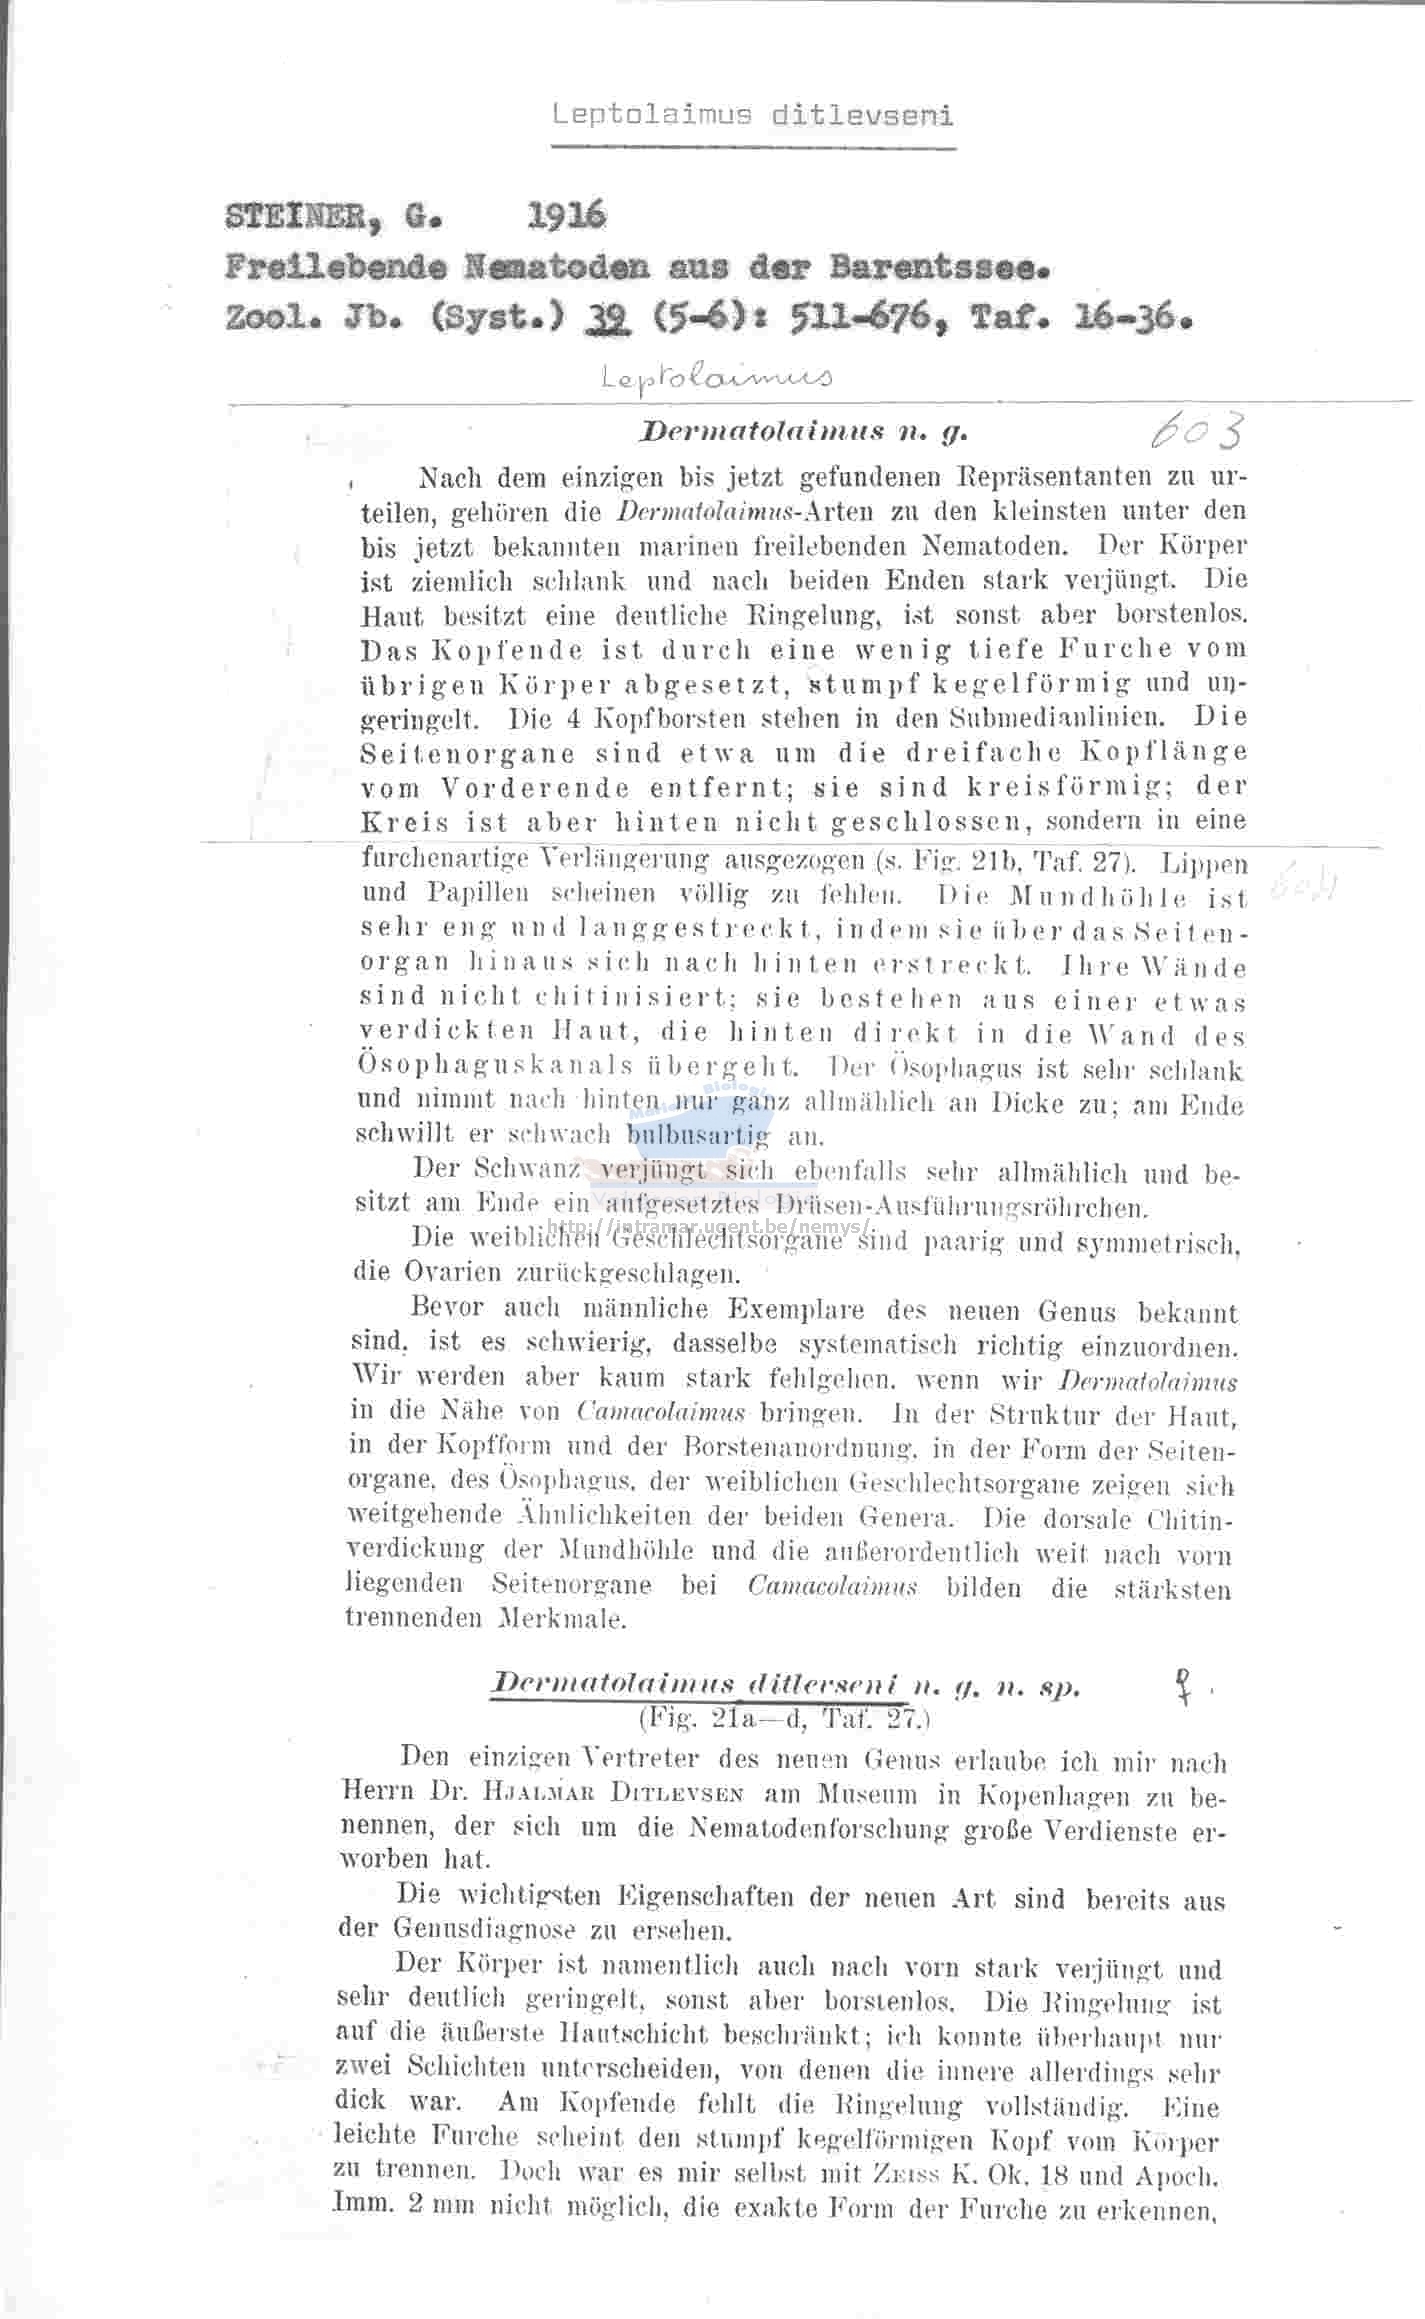 Leptolaimus ditlevseni
STEINER, G. 1916
Freilebende Nematoden aus der Barentssee.
Zool. Jb. (Syst.) 39 (5-6): 511-676, Taf. 16-36.
Leptolaimus
Dermatolaimus n. g. 603
Nach dem einzigen bis jetzt gefundenen Repräsentanten zu ur-
teilen, gehören die Dermatolaimus-Arten zu den kleinsten unter den
bis jetzt bekannten marinen freilebenden Nematoden. Der Körper
ist ziemlich schlank und nach beiden Enden stark verjüngt. Die
Haut besitzt eine deutliche Ringelung, ist sonst aber borstenlos.
Das Kopfende ist durch eine wenig tiefe Furche vom
übrigen Körper abgesetzt, stumpf kegelförmig und un-
geringelt. Die 4 Kopfborsten stehen in den Submedianlinien. Die
Seitenorgane sind etwa um die dreifache Kopflänge
vom Vorderende entfernt; sie sind kreisförmig; der
Kreis ist aber hinten nicht geschlossen, sondern in eine
furchenartige Verlängerung ausgezogen (s. Fig. 21b, Taf. 27). Lippen
und Papillen scheinen völlig zu fehlen. Die Mundhöhle ist 604
sehr eng und langgestreckt, indem sie über das Seiten-
organ hinaus sich nach hinten erstreckt. Ihre Wände
sind nicht chitinisiert; sie bestehen aus einer etwas
verdickten Haut, die hinten direkt in die Wand des
Ösophaguskanals übergeht. Der Ösophagus ist sehr schlank
und nimmt nach hinten nur ganz allmählich an Dicke zu; am Ende
schwillt er schwach bulbusartig an.
Der Schwanz verjüngt sich ebenfalls sehr allmählich und be-
sitzt am Ende ein aufgesetztes Drüsen-Ausführungsröhrchen.
http://intramar.ugent.be/nemys/
Die weiblichen Geschlechtsorgane sind paarig und symmetrisch,
die Ovarien zurückgeschlagen.
Bevor auch männliche Exemplare des neuen Genus bekannt
sind, ist es schwierig, dasselbe systematisch richtig einzuordnen.
Wir werden aber kaum stark fehlgehen, wenn wir Dermatolaimus
in die Nähe von Camacolaimus bringen. In der Struktur der Haut,
in der Kopfform und der Borstenanordnung, in der Form der Seiten-
organe, des Ösophagus, der weiblichen Geschlechtsorgane zeigen sich
weitgehende Ähnlichkeiten der beiden Genera. Die dorsale Chitin-
verdickung der Mundhöhle und die außerordentlich weit nach vorn
liegenden Seitenorgane bei Camacolaimus bilden die stärksten
trennenden Merkmale.
Dermatolaimus ditlevseni n. g. n. sp. ♀.
(Fig. 21a—d, Taf. 27.)
Den einzigen Vertreter des neuen Genus erlaube ich mir nach
Herrn Dr. HJALMAR DITLEVSEN am Museum in Kopenhagen zu be-
nennen, der sich um die Nematodenforschung große Verdienste er-
worben hat.
Die wichtigsten Eigenschaften der neuen Art sind bereits aus
der Genusdiagnose zu ersehen.
Der Körper ist namentlich auch nach vorn stark verjüngt und
sehr deutlich geringelt, sonst aber borstenlos. Die Ringelung ist
auf die äußerste Hautschicht beschränkt; ich konnte überhaupt nur
zwei Schichten unterscheiden, von denen die innere allerdings sehr
dick war. Am Kopfende fehlt die Ringelung vollständig. Eine
leichte Furche scheint den stumpf kegelförmigen Kopf vom Körper
zu trennen. Doch war es mir selbst mit ZEISS K. Ok. 18 und Apoch.
Imm. 2 mm nicht möglich, die exakte Form der Furche zu erkennen,